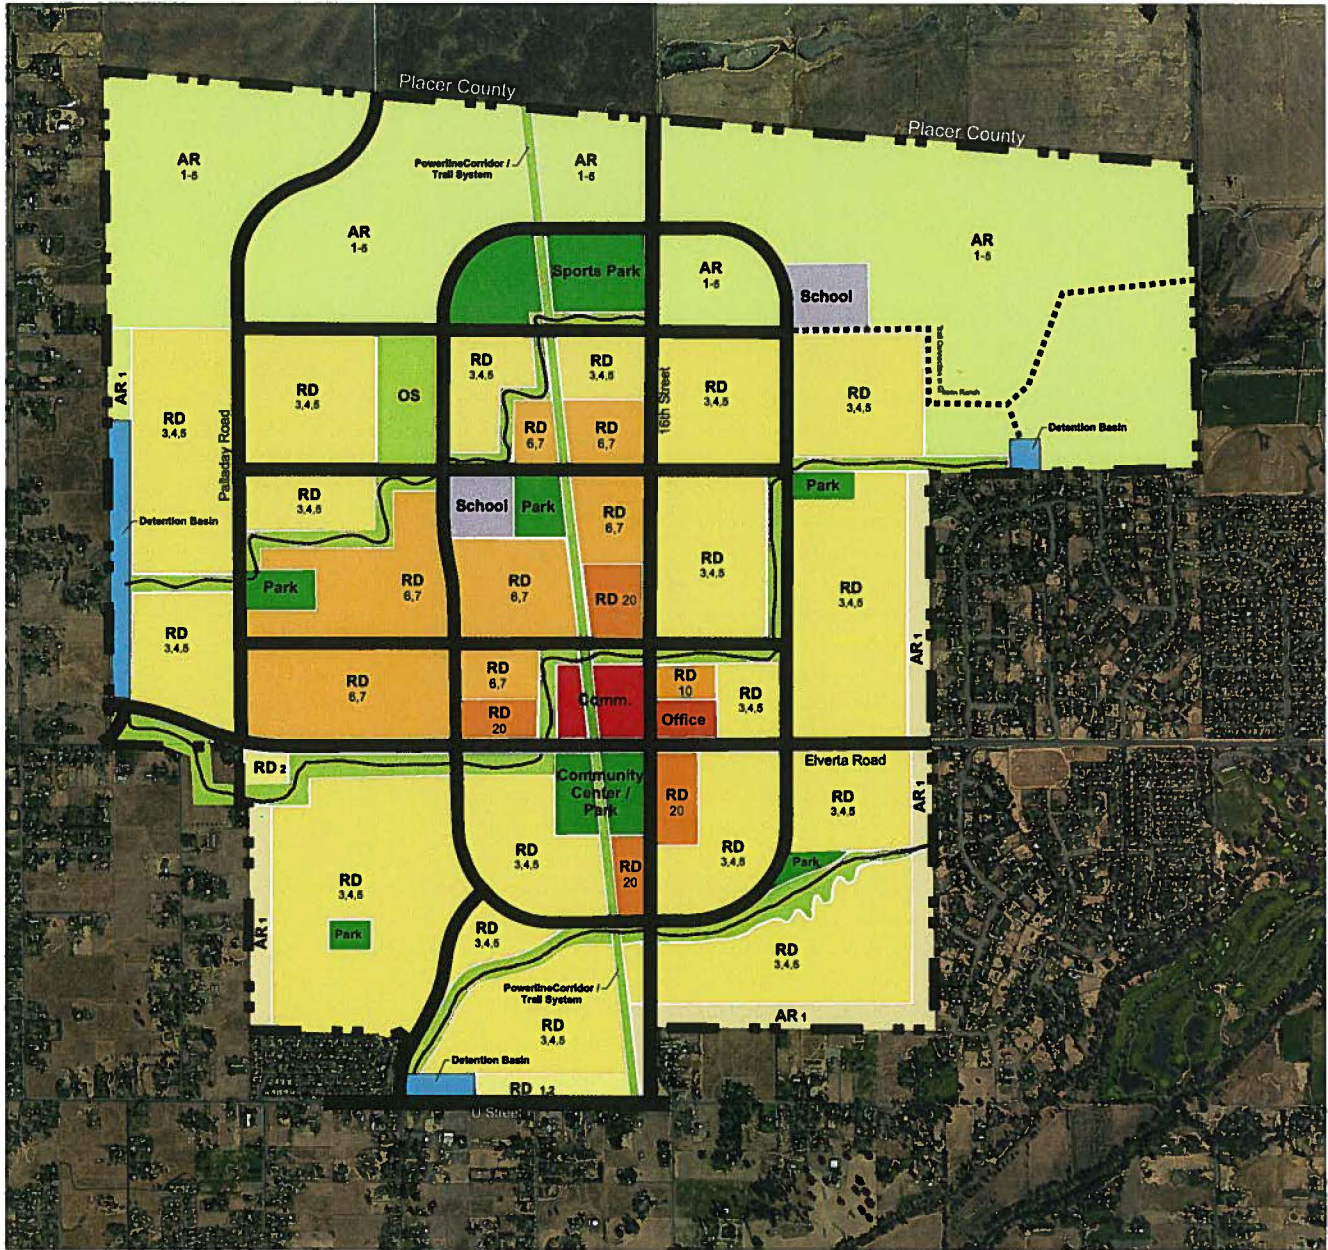 Placer County
Placer County
AR
1-5
PowerlineCorridor /
Trail System
AR
1-5
AR
1-5
AR
1-5
Sports Park
AR
1-5
School
AR 1
RD
3,4,5
RD
3,4,5
OS
RD
3,4,5
RD
3,4,5
16th Street
RD
3,4,5
RD
3,4,5
Trail Connection to
Ranch
Palladay Road
RD
6,7
RD
6,7
Detention Basin
RD
3,4,5
School
Park
RD
6,7
Park
Detention Basin
RD
3,4,5
RD
3,4,5
Park
RD
6,7
RD
6,7
RD 20
RD
3,4,5
AR 1
RD
6,7
RD
6,7
RD
20
Comm.
RD
10
Office
RD
3,4,5
RD 2
Community
Center /
Park
RD
20
Elverta Road
RD
3,4,5
AR 1
RD
3,4,5
RD
3,4,5
RD
20
RD
3,4,5
Park
AR 1
Park
RD
3,4,5
RD
3,4,5
PowerlineCorridor /
Trail System
RD
3,4,5
AR 1
Detention Basin
RD 1-2
U Street